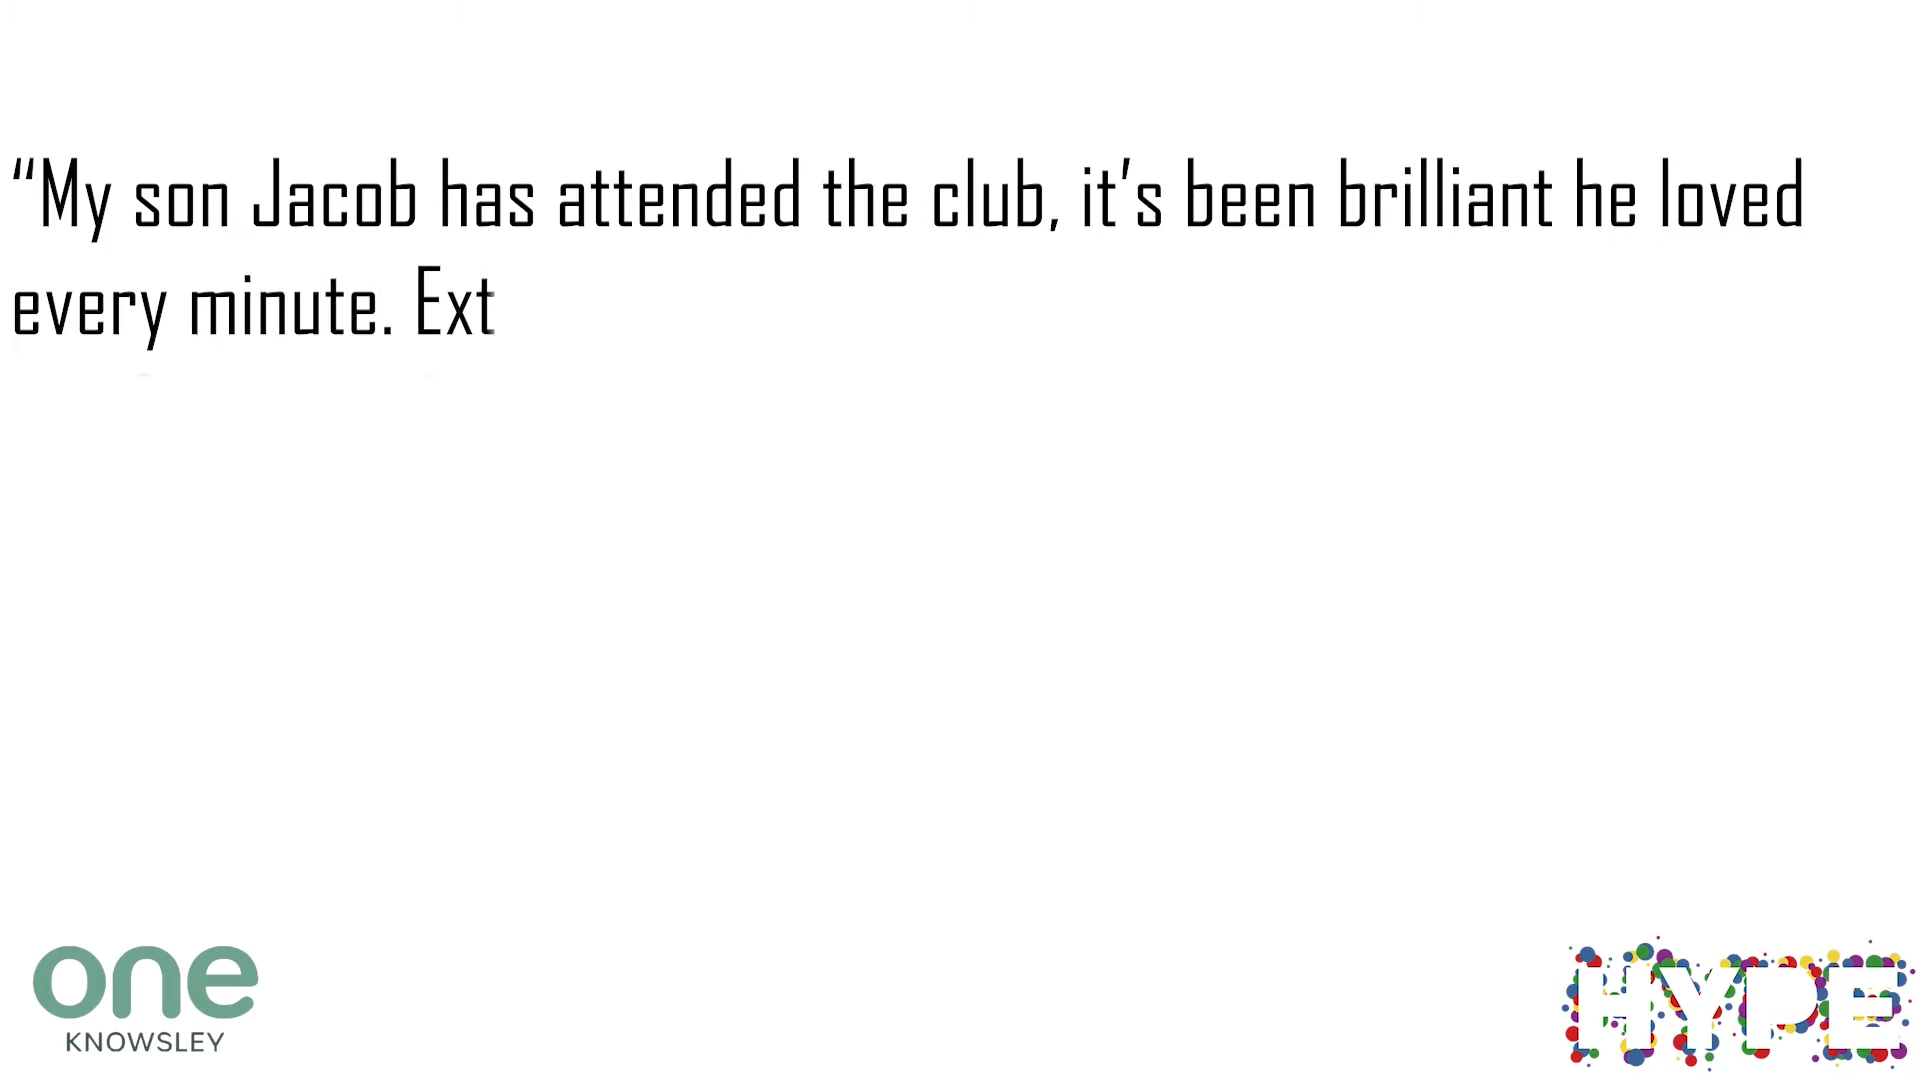 “My son Jacob has attended the club, it’s been brilliant he loved
every minute. Ext
one
KNOWSLEY
HYPE